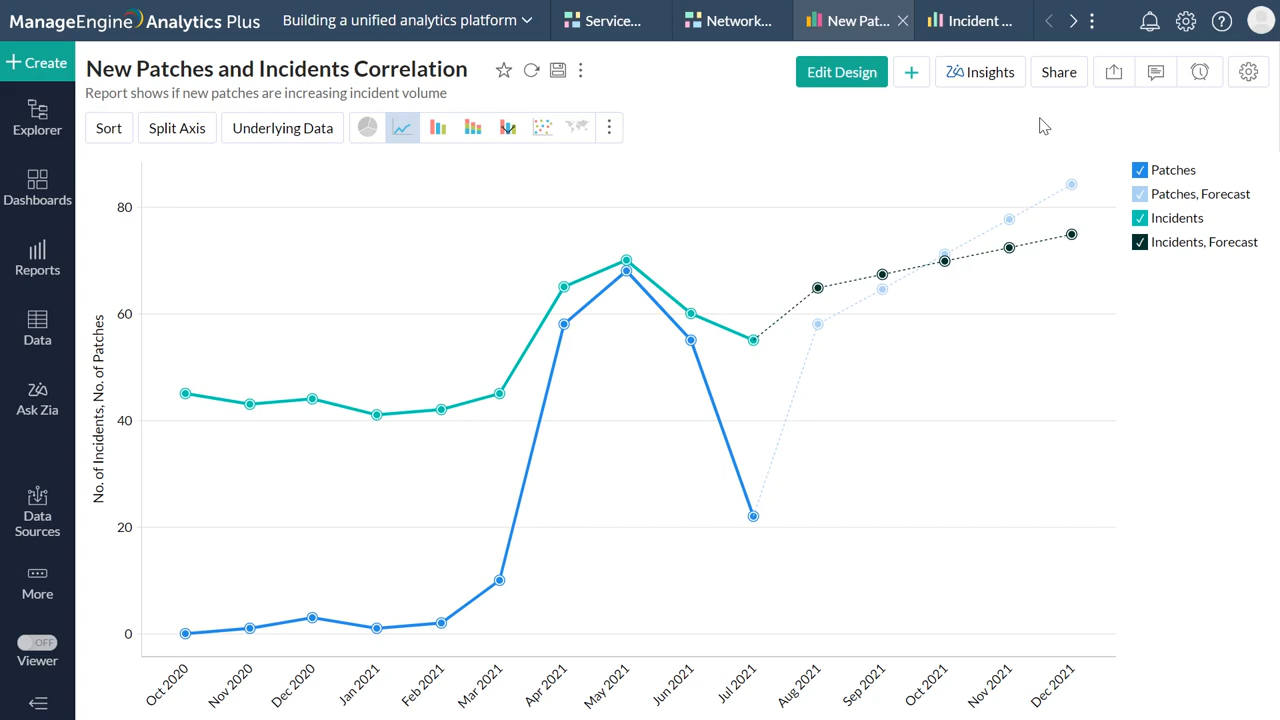 ManageEngine Analytics Plus
Building a unified analytics platform
Service...
Network...
New Pat...
Incident ...
Create
New Patches and Incidents Correlation
Report shows if new patches are increasing incident volume
Edit Design
Insights
Share
Sort
Split Axis
Underlying Data
Explorer
Dashboards
Reports
Data
Ask Zia
Data
Sources
More
OFF
Viewer
No. of Incidents, No. of Patches
80
60
40
20
0
Oct 2020
Nov 2020
Dec 2020
Jan 2021
Feb 2021
Mar 2021
Apr 2021
May 2021
Jun 2021
Jul 2021
Aug 2021
Sep 2021
Oct 2021
Nov 2021
Dec 2021
Patches
Patches, Forecast
Incidents
Incidents, Forecast